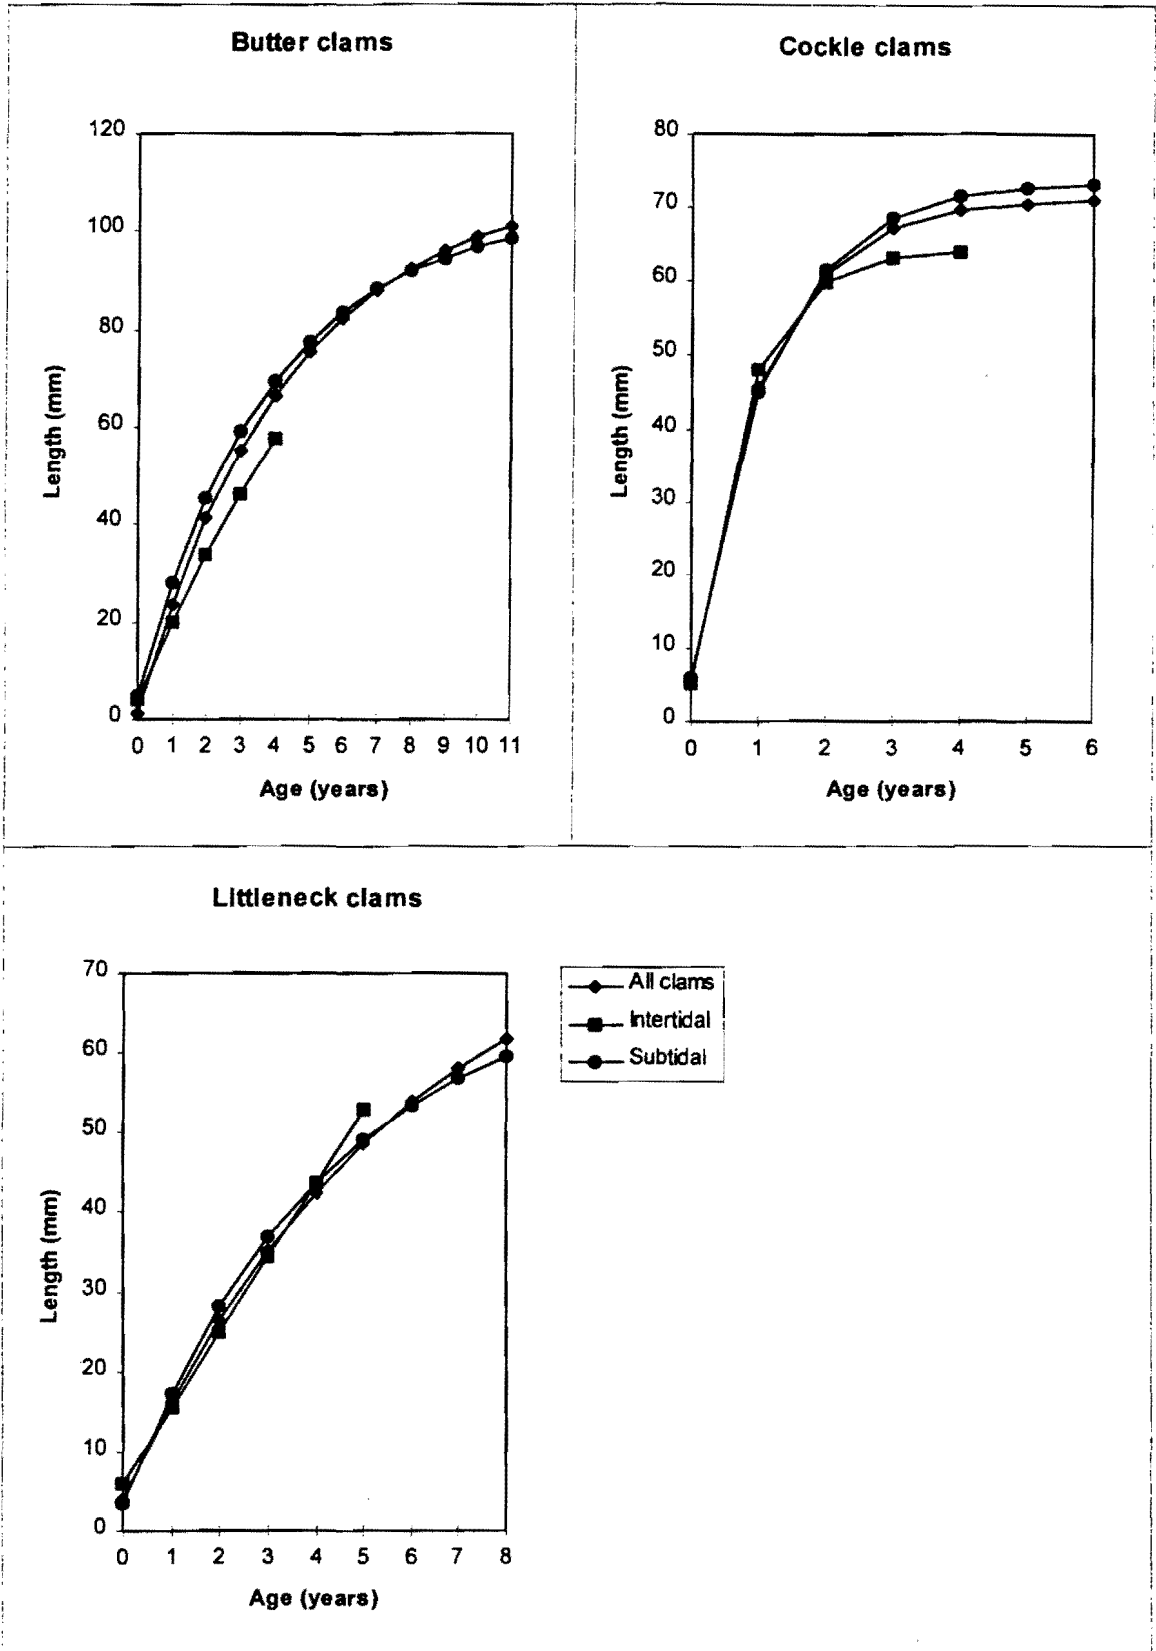 Butter clams
120
100
80
60
40
20
0
Length (mm)
0 1 2 3 4 5 6 7 8 9 10 11
Age (years)
Cockle clams
80
70
60
50
40
30
20
10
0
Length (mm)
0 1 2 3 4 5 6
Age (years)
Littleneck clams
70
60
50
40
30
20
10
0
Length (mm)
0 1 2 3 4 5 6 7 8
Age (years)
All clams
Intertidal
Subtidal